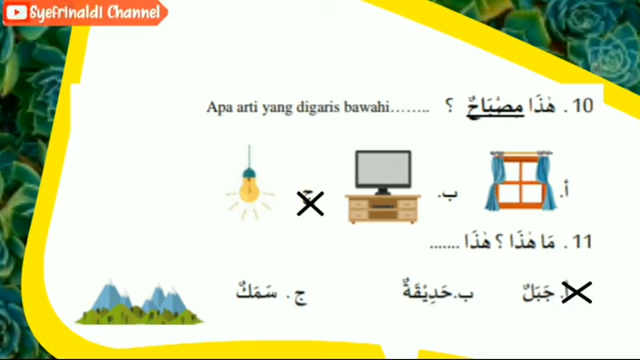 Syefrinaldi Channel
10. هٰذَا مِصْبَاحٌ ؟ Apa arti yang digaris bawahi……..
أ. ب. ج
11. مَا هٰذَا ؟ هٰذَا .......
أ. جَبَلٌ ب.حَدِيْقَةٌ ج. سَمَكٌ